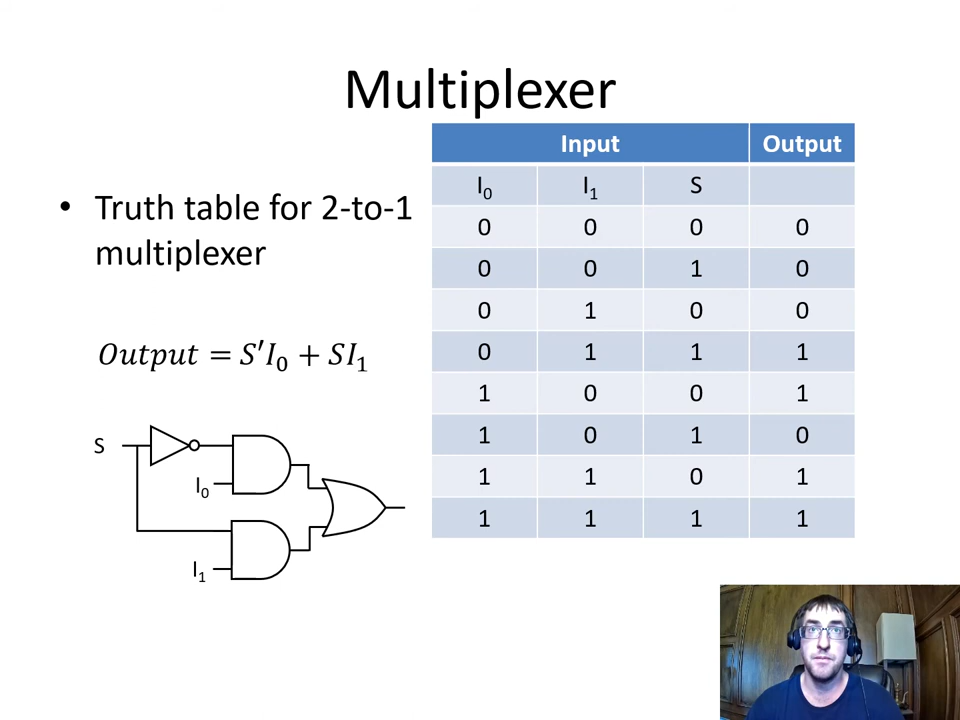 Multiplexer
• Truth table for 2-to-1
multiplexer
Output = S′I₀ + SI₁
S
I₀
I₁
Input Output
I₀ I₁ S
0 0 0 0
0 0 1 0
0 1 0 0
0 1 1 1
1 0 0 1
1 0 1 0
1 1 0 1
1 1 1 1